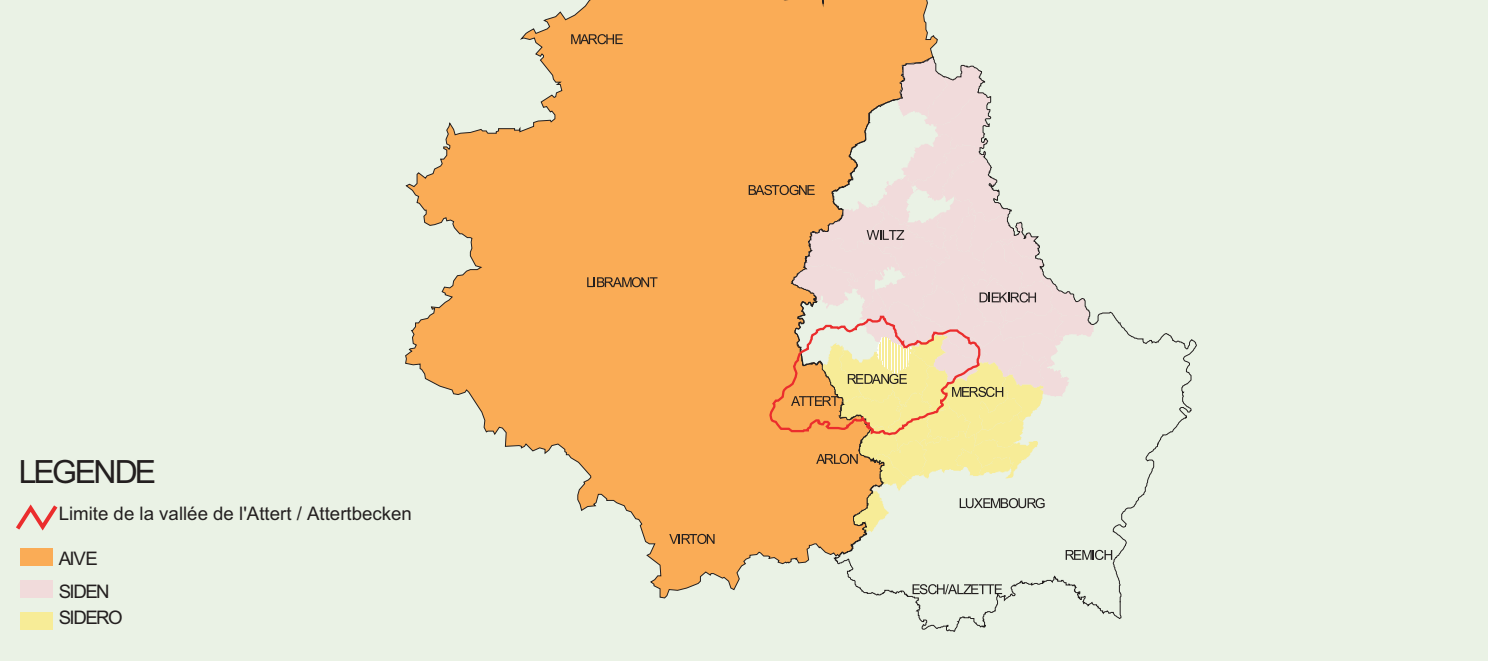 MARCHE
BASTOGNE
WILTZ
LIBRAMONT
DIEKIRCH
REDANGE
MERSCH
ATTERT
ARLON
LEGENDE
LUXEMBOURG
Limite de la vallée de l'Attert / Attertbecken
VIRTON
REMICH
AIVE
ESCH/ALZETTE
SIDEN
SIDERO